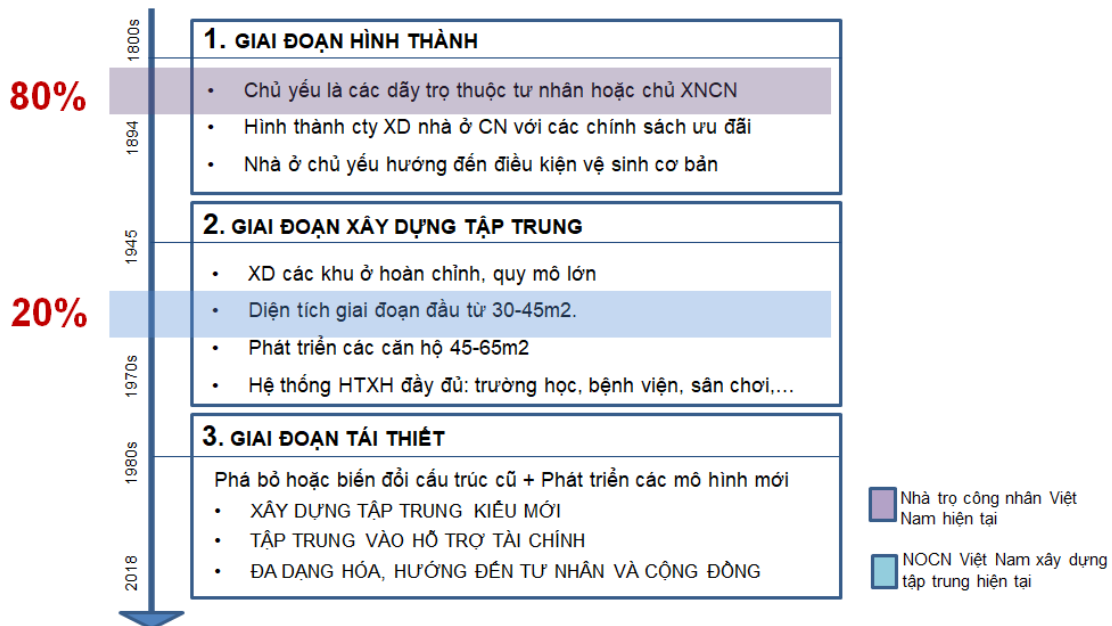 1800s
1. GIAI ĐOẠN HÌNH THÀNH
80%
• Chủ yếu là các dãy trọ thuộc tư nhân hoặc chủ XNCN
1894
• Hình thành cty XD nhà ở CN với các chính sách ưu đãi
• Nhà ở chủ yếu hướng đến điều kiện vệ sinh cơ bản
1945
2. GIAI ĐOẠN XÂY DỰNG TẬP TRUNG
• XD các khu ở hoàn chỉnh, quy mô lớn
20%
• Diện tích giai đoạn đầu từ 30-45m2.
• Phát triển các căn hộ 45-65m2
1970s
• Hệ thống HTXH đầy đủ: trường học, bệnh viện, sân chơi,...
1980s
3. GIAI ĐOẠN TÁI THIẾT
Phá bỏ hoặc biến đổi cấu trúc cũ + Phát triển các mô hình mới
• XÂY DỰNG TẬP TRUNG KIỂU MỚI
• TẬP TRUNG VÀO HỖ TRỢ TÀI CHÍNH
2018
• ĐA DẠNG HÓA, HƯỚNG ĐẾN TƯ NHÂN VÀ CỘNG ĐỒNG
Nhà trọ công nhân Việt
Nam hiện tại
NOCN Việt Nam xây dựng
tập trung hiện tại